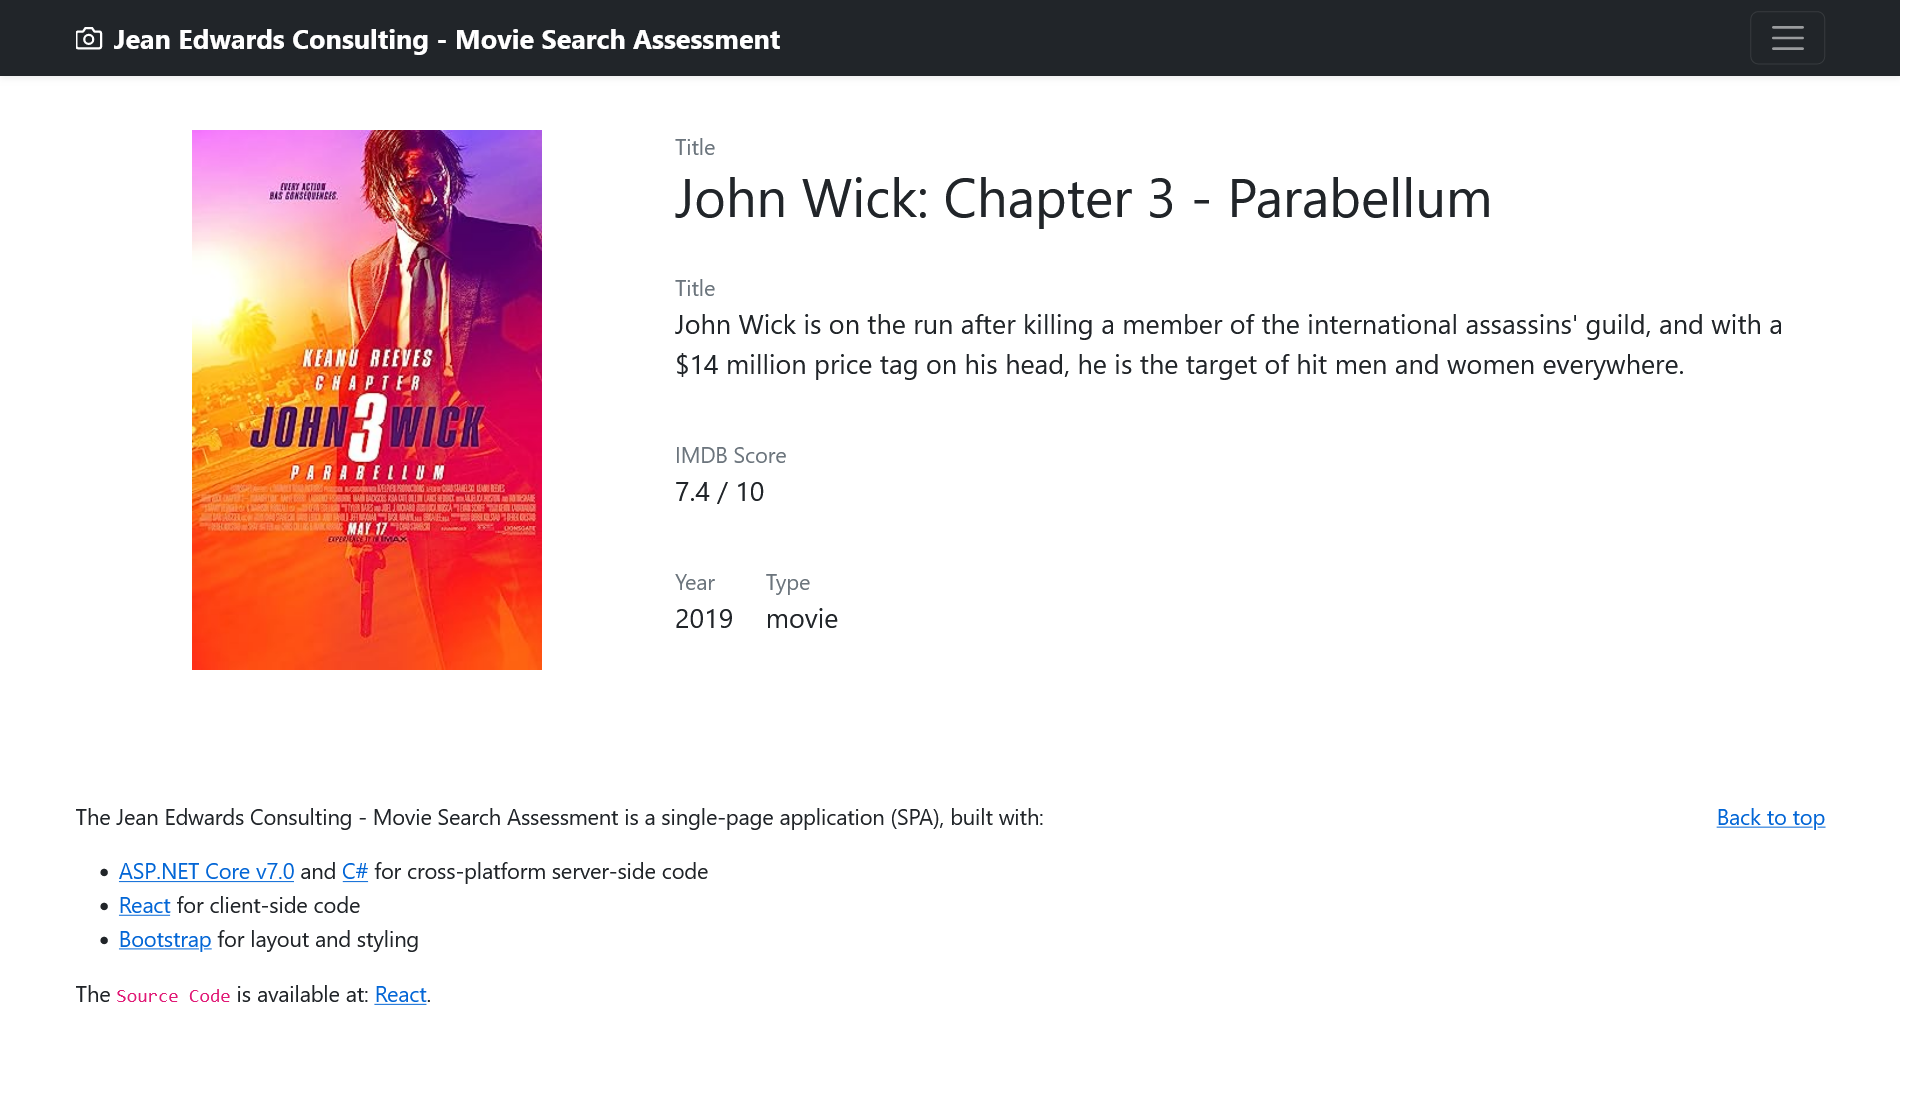 Jean Edwards Consulting - Movie Search Assessment
EVERY ACTION
HAS CONSEQUENCES.
KEANU REEVES
CHAPTER
JOHN 3 WICK
PARABELLUM
MAY 17
EXPERIENCE IT IN IMAX
Title
John Wick: Chapter 3 - Parabellum
Title
John Wick is on the run after killing a member of the international assassins' guild, and with a
$14 million price tag on his head, he is the target of hit men and women everywhere.
IMDB Score
7.4 / 10
Year Type
2019 movie
The Jean Edwards Consulting - Movie Search Assessment is a single-page application (SPA), built with:
Back to top
• ASP.NET Core v7.0 and C# for cross-platform server-side code
• React for client-side code
• Bootstrap for layout and styling
The Source Code is available at: React.